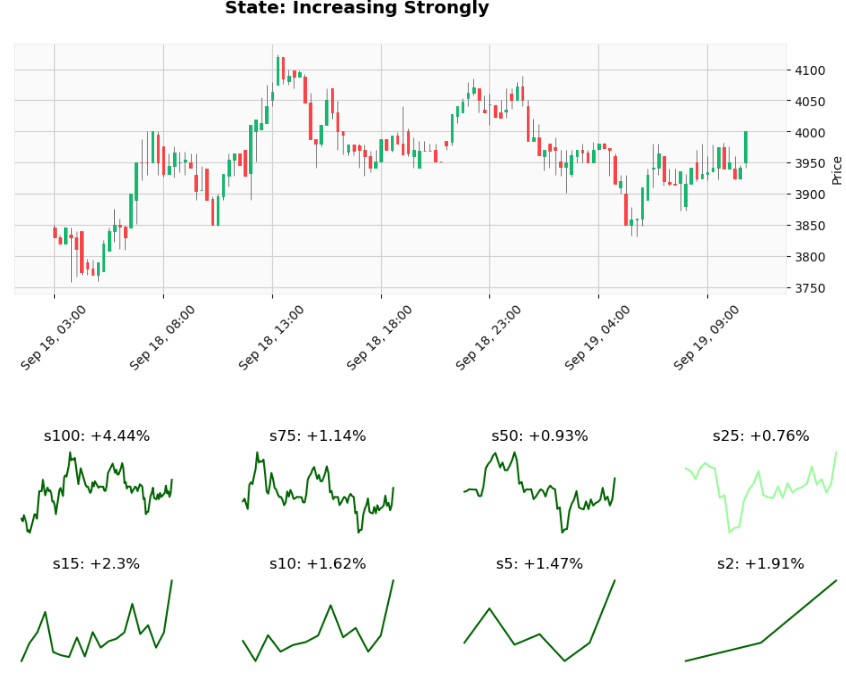 State: Increasing Strongly
4100
4050
4000
3950
3900
3850
3800
3750
Price
Sep 18, 03:00
Sep 18, 08:00
Sep 18, 13:00
Sep 18, 18:00
Sep 18, 23:00
Sep 19, 04:00
Sep 19, 09:00
s100: +4.44%
s75: +1.14%
s50: +0.93%
s25: +0.76%
s15: +2.3%
s10: +1.62%
s5: +1.47%
s2: +1.91%